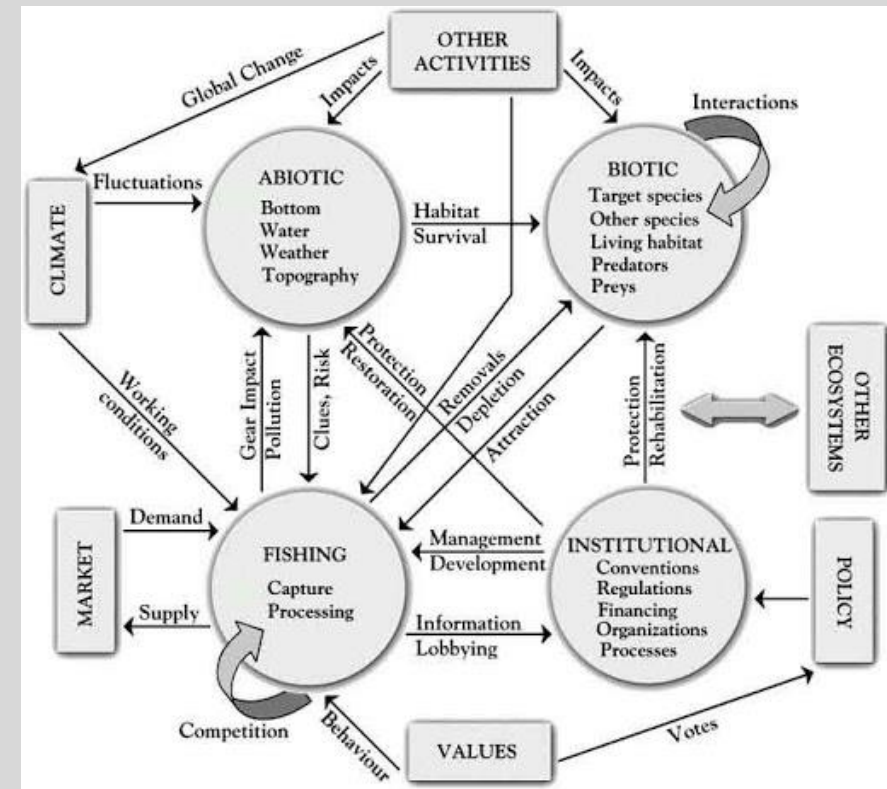 OTHER
ACTIVITIES
Global Change
Impacts
Impacts
Interactions
CLIMATE
Fluctuations
ABIOTIC
Bottom
Water
Weather
Topography
Habitat
Survival
BIOTIC
Target species
Other species
Living habitat
Predators
Preys
OTHER
ECOSYSTEMS
Working
conditions
Gear Impact
Pollution
Clues, Risk
Protection
Restoration
Removals
Depletion
Attraction
Protection
Rehabilitation
MARKET
Demand
Supply
FISHING
Capture
Processing
Management
Development
Information
Lobbying
INSTITUTIONAL
Conventions
Regulations
Financing
Organizations
Processes
POLICY
Competition
Behaviour
VALUES
Votes